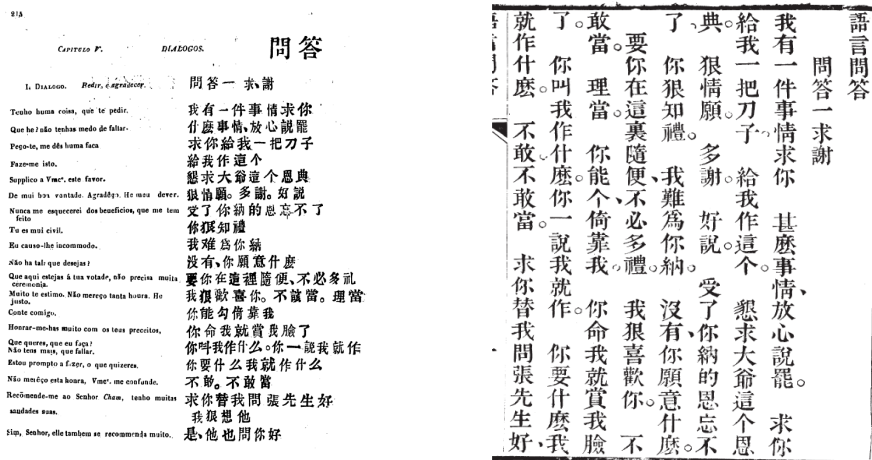 CAPITULO V. DIALOGOS. 問答
I. DIALOGO. Pedir, e agradecer. 問答一 求、謝
Tenho huma coisa, que te pedir. 我有一件事情求你
Que he? não tenhas medo de faltar. 什麽事情、放心說罷
Peço-te, me dês huma faca 求你給我一把刀子
Faze-me isto. 給我作這个
Supplico a Vmce. este favor. 懇求大爺這个恩典
De mui boa vontade. Agradêço. He meu dever. 狠情願。多謝。好説
Nunca me esquecerei dos beneficios, que me tem 受了你納的恩忘不了
feito
Tu es mui civil. 你狠知禮
Eu causo-lhe incommodo. 我难為你納
Não ha tal: que desejas? 沒有、你願意什麽
Que aqui estejas á tua votade, não precisa muita 要你在這裡隨便、不必多礼
ceremonia.
Muito te estimo. Não mereço tanta honra. He 我狠歡喜你。不敢當。理當
justo.
Conte comigo. 你能勾倚靠我
Honrar-me-has muito com os teus preceitos. 你命我就賞我臉了
Que queres, que eu faça? 你叫我作什么。你一說我就作
Não tens mais, que fallar.
Estou prompto a fazer, o que quizeres. 你要什么我就作什么
Não merêço esta honra, Vmce. me confunde. 不敢。不敢當
Recõmende-me ao Senhor Cham, tenho muitas 求你替我問張先生好
saudades suas. 我狠想他
Sim, Senhor, elle tambem se recommenda muito. 是、他也問你好
語言問答
問答一求謝
我有一件事情求你 甚麽事情、放心說罷。 求你
給我一把刀子。 給我作這个。 懇求大爺這个恩
典、 狠情願。 多謝。 好說。 受了你納的恩忘不
了、 你狠知禮。 我難為你納。 沒有、你願意什麽。
要你在這裏隨便、不必多禮。 我狠喜歡你。 不
敢當。 理當。 你能个倚靠我。 你命我就賞我臉
了。 你叫我作什麽。你一說我就作。 你要什麽我
就作什麽。 不敢不敢當。 求你替我問張先生好、